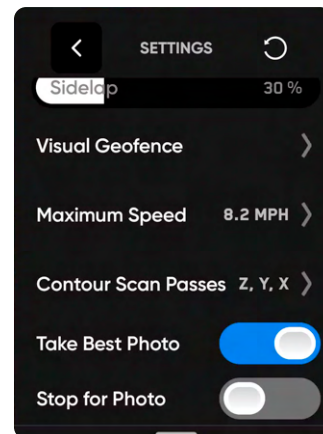 SETTINGS
Sidelap 30 %
Visual Geofence
Maximum Speed 8.2 MPH
Contour Scan Passes Z, Y, X
Take Best Photo
Stop for Photo